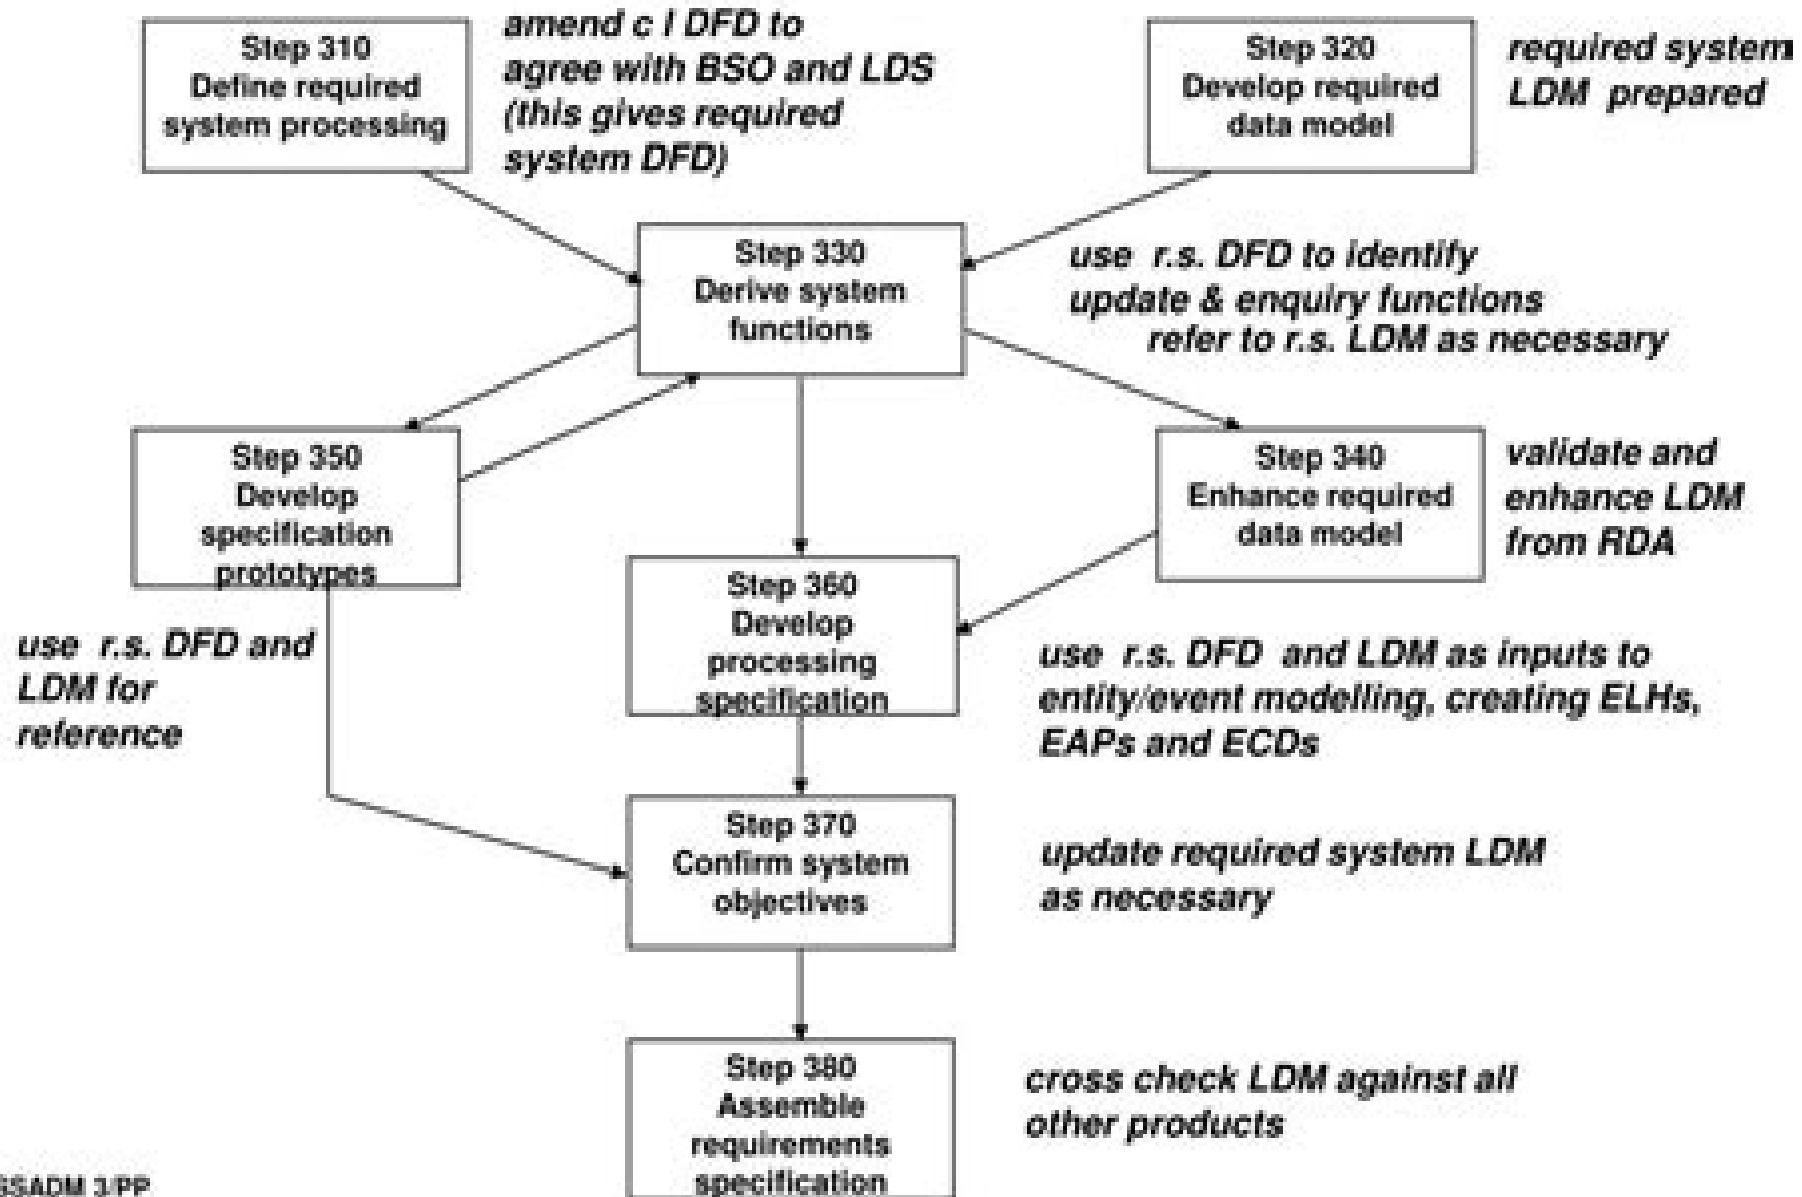 Step 310
Define required
system processing
amend c l DFD to
agree with BSO and LDS
(this gives required
system DFD)
Step 320
Develop required
data model
required system
LDM prepared
Step 330
Derive system
functions
use r.s. DFD to identify
update & enquiry functions
refer to r.s. LDM as necessary
Step 350
Develop
specification
prototypes
Step 340
Enhance required
data model
validate and
enhance LDM
from RDA
use r.s. DFD and
LDM for
reference
Step 360
Develop
processing
specification
use r.s. DFD and LDM as inputs to
entity/event modelling, creating ELHs,
EAPs and ECDs
Step 370
Confirm system
objectives
update required system LDM
as necessary
Step 380
Assemble
requirements
specification
cross check LDM against all
other products
SSADM 3/PP